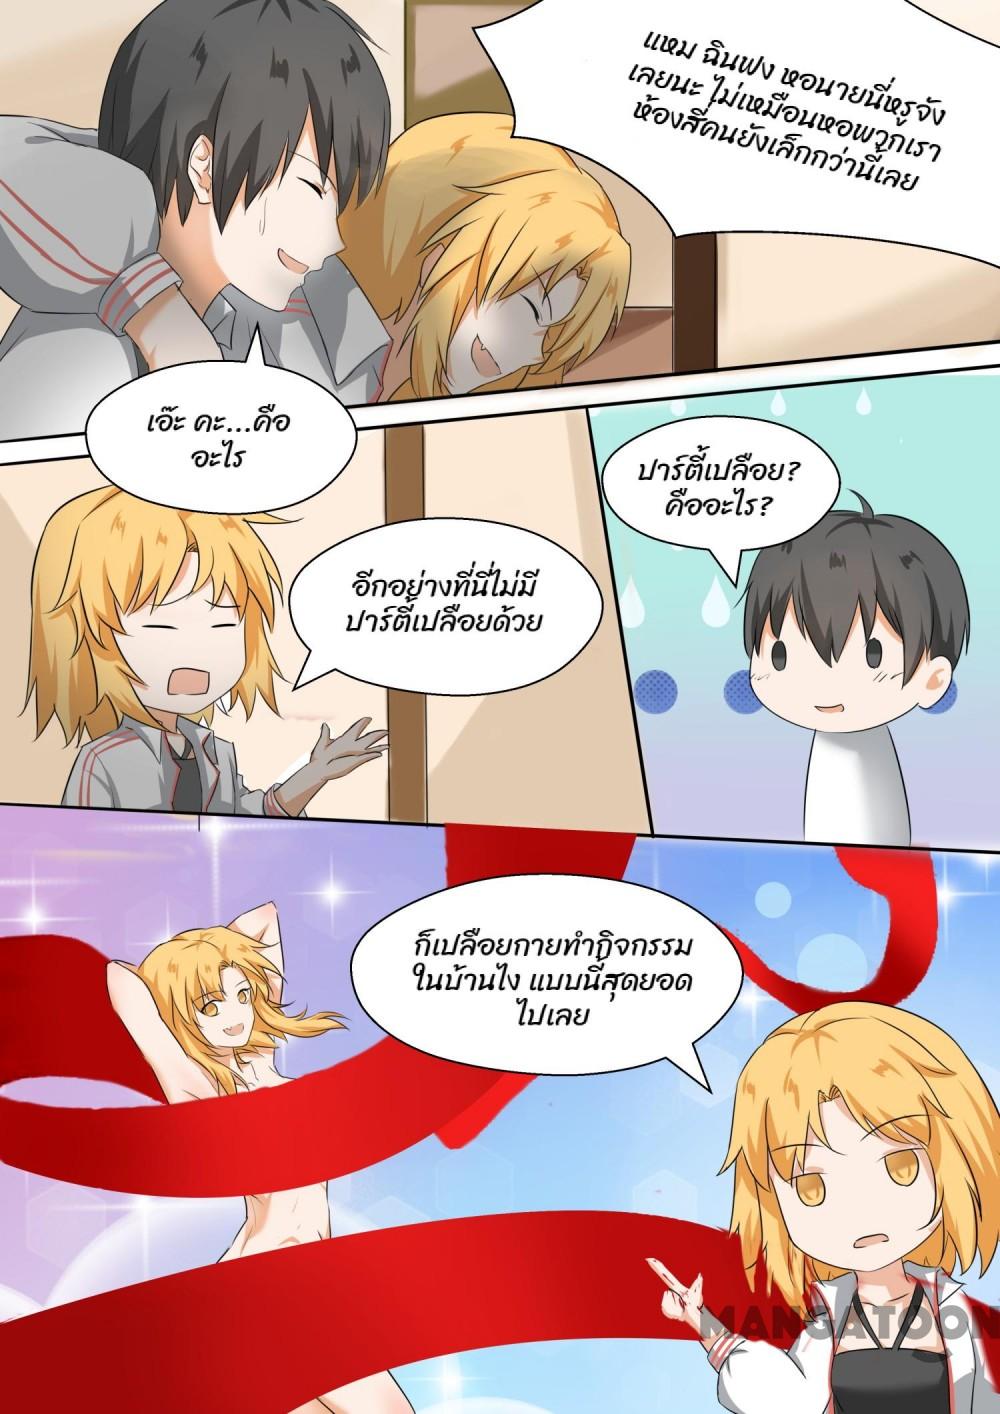 แหม ฉินฟง หอนายนี่หรูจัง
เลยนะ ไม่เหมือนหอพวกเรา
ห้องสี่คนยังเล็กกว่านี้เลย
เอ๊ะ คะ...คือ
อะไร
อีกอย่างที่นี่ไม่มี
ปาร์ตี้เปลือยด้วย
ปาร์ตี้เปลือย?
คืออะไร?
ก็เปลือยกายทำกิจกรรม
ในบ้านไง แบบนี้สุดยอด
ไปเลย
MANGATOON